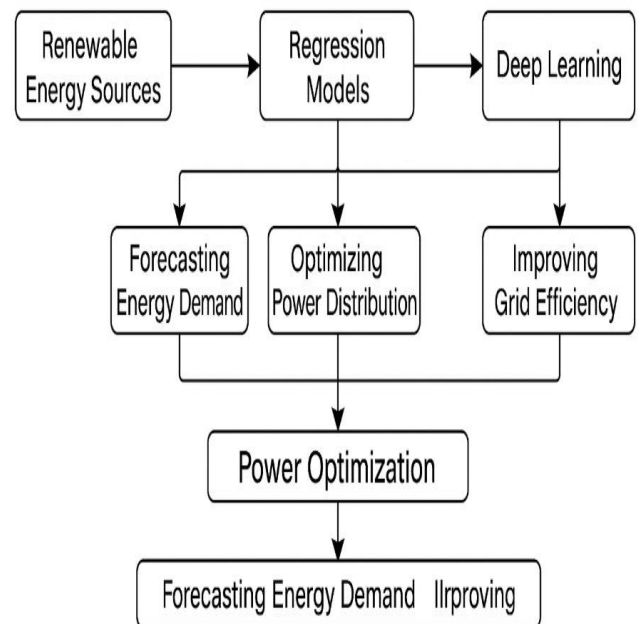 Renewable
Energy Sources
Regression
Models
Deep Learning
Forecasting
Energy Demand
Optimizing
Power Distribution
Improving
Grid Efficiency
Power Optimization
Forecasting Energy Demand IIrproving